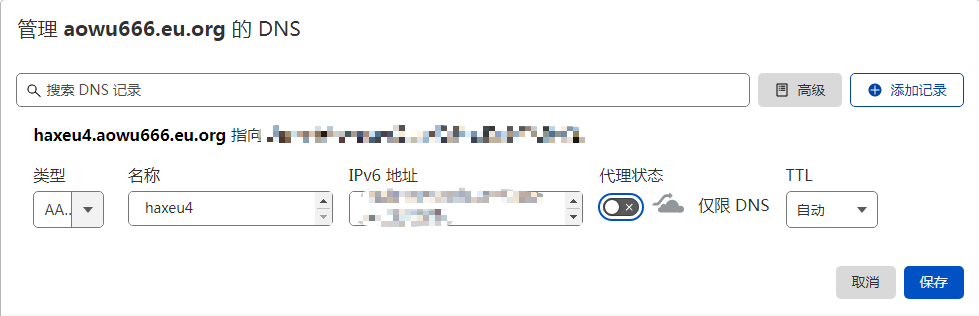 管理 aowu666.eu.org 的 DNS
搜索 DNS 记录
高级
添加记录
haxeu4.aowu666.eu.org 指向
类型 名称 IPv6 地址 代理状态 TTL
AA.. haxeu4 仅限 DNS 自动
取消 保存